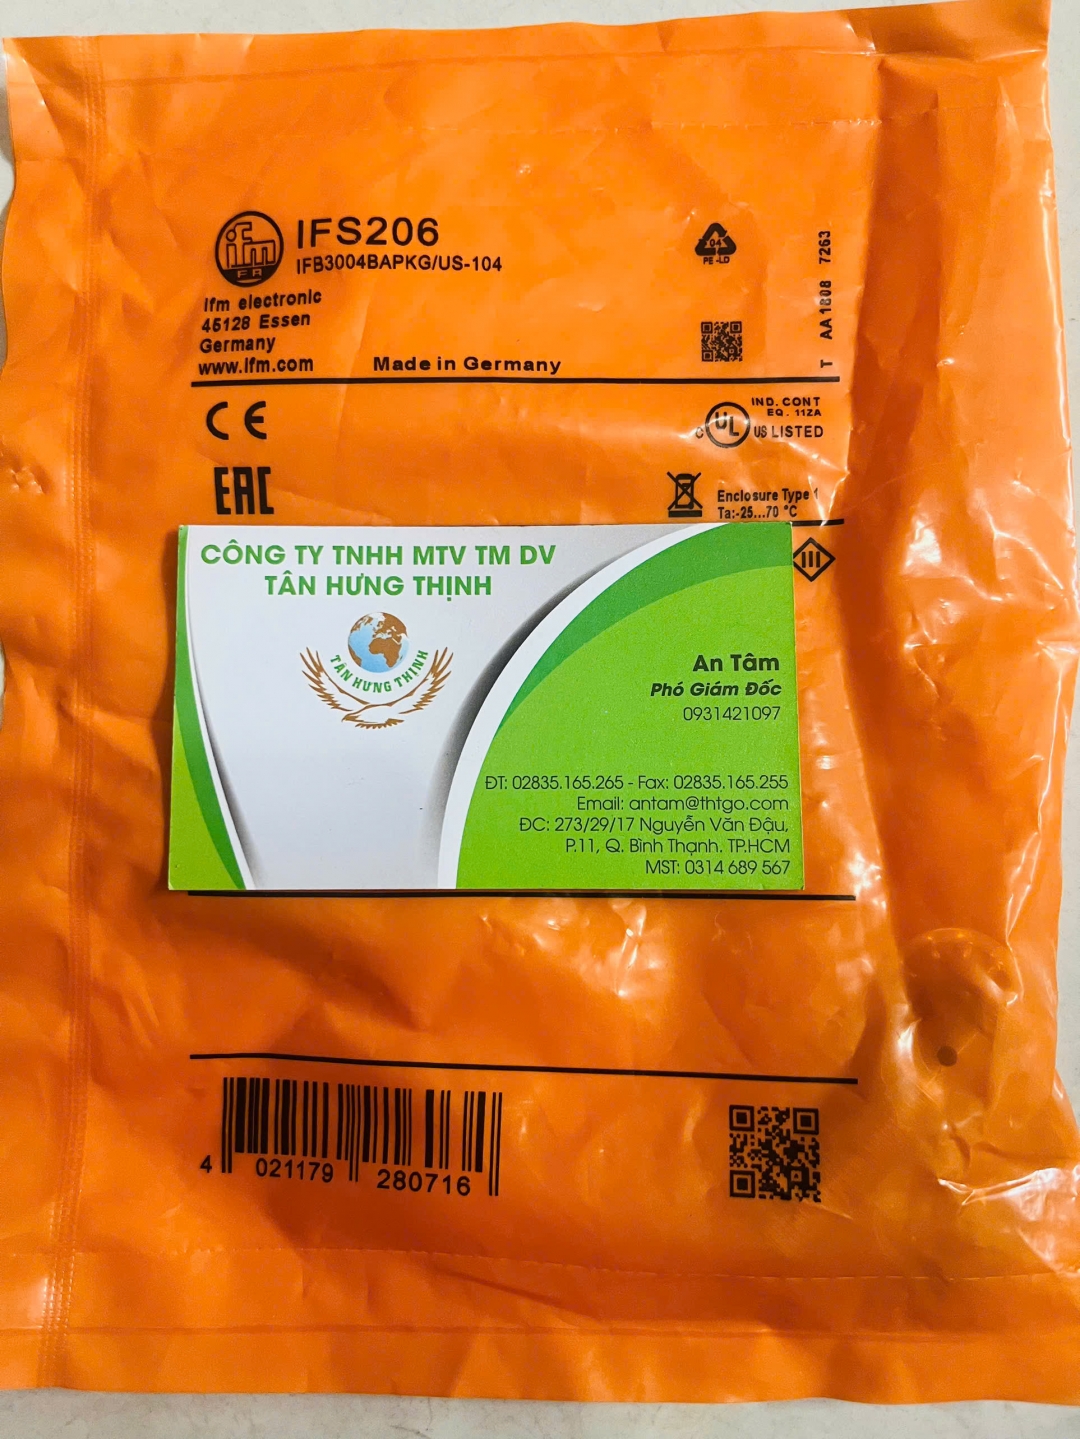 ifm
IFS206
IFB3004BAPKG/US-104
ifm electronic
45128 Essen
Germany
www.ifm.com
Made in Germany
04
PE-LD
T AA1808 7263
CE
IND. CONT
EQ. 11ZA
C UL US LISTED
EAC
Enclosure Type 1
Ta:-25...70 °C
III
CÔNG TY TNHH MTV TM DV
TÂN HƯNG THỊNH
TÂN HƯNG THỊNH
An Tâm
Phó Giám Đốc
0931421097
ĐT: 02835.165.265 - Fax: 02835.165.255
Email: antam@thtgo.com
ĐC: 273/29/17 Nguyễn Văn Đậu,
P.11, Q. Bình Thạnh. TP.HCM
MST: 0314 689 567
4 021179 280716